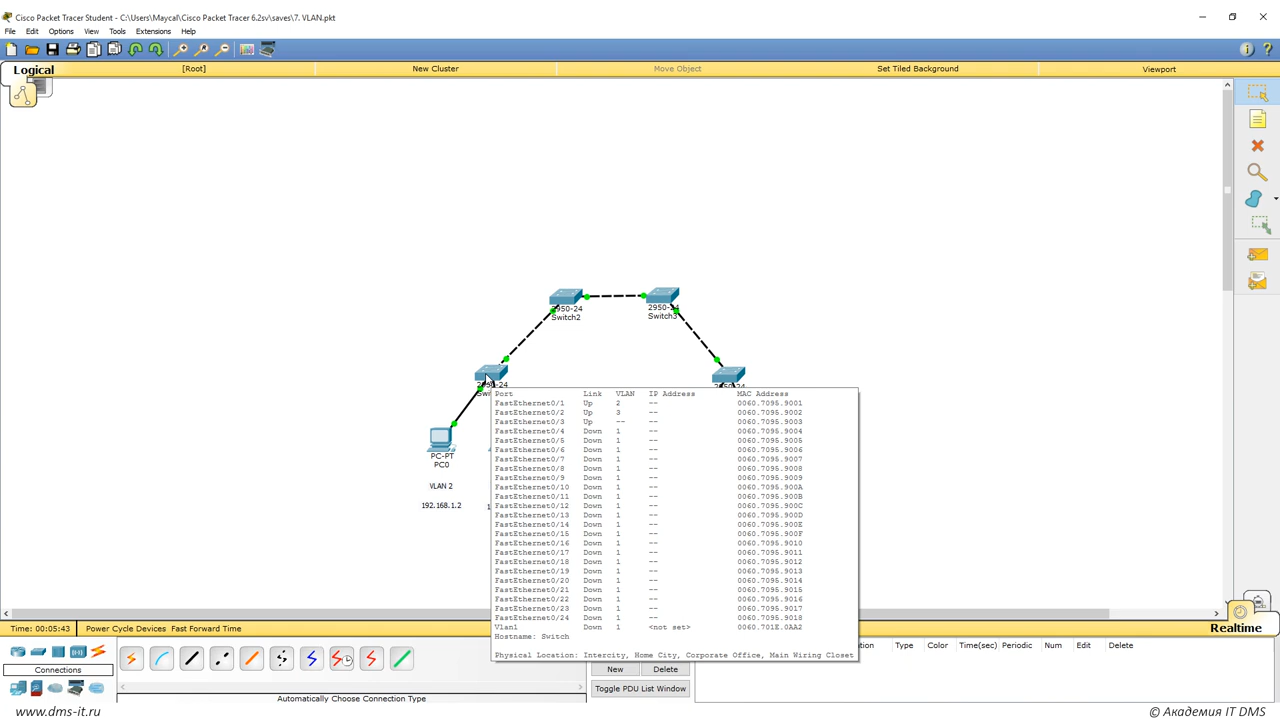 Cisco Packet Tracer Student - C:\Users\Maycal\Cisco Packet Tracer 6.2sv\saves\7. VLAN.pkt
File Edit Options View Tools Extensions Help
Logical [Root] New Cluster Move Object Set Tiled Background Viewport
2950-24
Switch2
2950-24
Switch3
2950-24
2950-24
PC-PT
PC0
VLAN 2
192.168.1.2
Port Link VLAN IP Address MAC Address
FastEthernet0/1 Up 2 -- 0060.7095.9001
FastEthernet0/2 Up 3 -- 0060.7095.9002
FastEthernet0/3 Up -- -- 0060.7095.9003
FastEthernet0/4 Down 1 -- 0060.7095.9004
FastEthernet0/5 Down 1 -- 0060.7095.9005
FastEthernet0/6 Down 1 -- 0060.7095.9006
FastEthernet0/7 Down 1 -- 0060.7095.9007
FastEthernet0/8 Down 1 -- 0060.7095.9008
FastEthernet0/9 Down 1 -- 0060.7095.9009
FastEthernet0/10 Down 1 -- 0060.7095.900A
FastEthernet0/11 Down 1 -- 0060.7095.900B
FastEthernet0/12 Down 1 -- 0060.7095.900C
FastEthernet0/13 Down 1 -- 0060.7095.900D
FastEthernet0/14 Down 1 -- 0060.7095.900E
FastEthernet0/15 Down 1 -- 0060.7095.900F
FastEthernet0/16 Down 1 -- 0060.7095.9010
FastEthernet0/17 Down 1 -- 0060.7095.9011
FastEthernet0/18 Down 1 -- 0060.7095.9012
FastEthernet0/19 Down 1 -- 0060.7095.9013
FastEthernet0/20 Down 1 -- 0060.7095.9014
FastEthernet0/21 Down 1 -- 0060.7095.9015
FastEthernet0/22 Down 1 -- 0060.7095.9016
FastEthernet0/23 Down 1 -- 0060.7095.9017
FastEthernet0/24 Down 1 -- 0060.7095.9018
Vlan1 Down 1 <not set> 0060.701E.0AA2
Hostname: Switch
Physical Location: Intercity, Home City, Corporate Office, Main Wiring Closet
Time: 00:05:43 Power Cycle Devices Fast Forward Time Realtime
Connections
Automatically Choose Connection Type
New Delete
Toggle PDU List Window
Type Color Time(sec) Periodic Num Edit Delete
www.dms-it.ru © Академия IT DMS